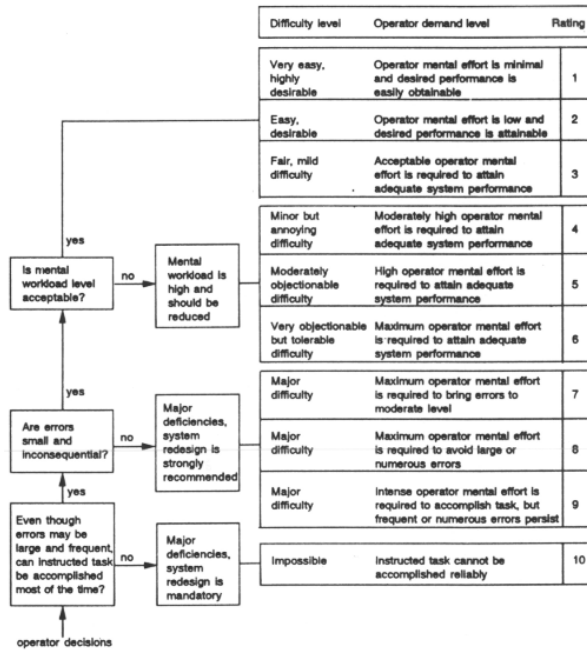 Difficulty level Operator demand level Rating
Very easy, highly desirable
Operator mental effort is minimal and desired performance is easily obtainable
1
Easy, desirable
Operator mental effort is low and desired performance is attainable
2
Fair, mild difficulty
Acceptable operator mental effort is required to attain adequate system performance
3
yes
Is mental workload level acceptable?
no
Mental workload is high and should be reduced
Minor but annoying difficulty
Moderately high operator mental effort is required to attain adequate system performance
4
Moderately objectionable difficulty
High operator mental effort is required to attain adequate system performance
5
Very objectionable but tolerable difficulty
Maximum operator mental effort is required to attain adequate system performance
6
yes
Are errors small and inconsequential?
no
Major deficiencies, system redesign is strongly recommended
Major difficulty
Maximum operator mental effort is required to bring errors to moderate level
7
Major difficulty
Maximum operator mental effort is required to avoid large or numerous errors
8
Major difficulty
Intense operator mental effort is required to accomplish task, but frequent or numerous errors persist
9
yes
Even though errors may be large and frequent, can instructed task be accomplished most of the time?
no
Major deficiencies, system redesign is mandatory
Impossible
Instructed task cannot be accomplished reliably
10
operator decisions